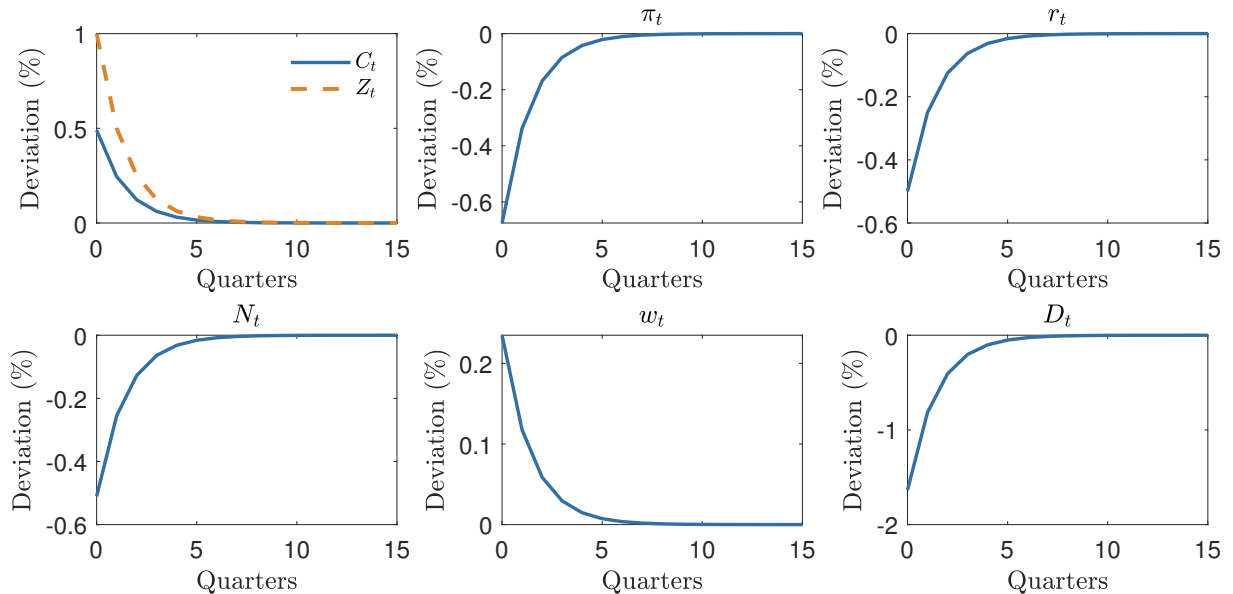 1
0.5
0
Deviation (%)
C_t
Z_t
0 5 10 15
Quarters
π_t
0
-0.2
-0.4
-0.6
Deviation (%)
0 5 10 15
Quarters
r_t
0
-0.2
-0.4
-0.6
Deviation (%)
0 5 10 15
Quarters
N_t
0
-0.2
-0.4
-0.6
Deviation (%)
0 5 10 15
Quarters
w_t
0.2
0.1
0
Deviation (%)
0 5 10 15
Quarters
D_t
0
-1
-2
Deviation (%)
0 5 10 15
Quarters